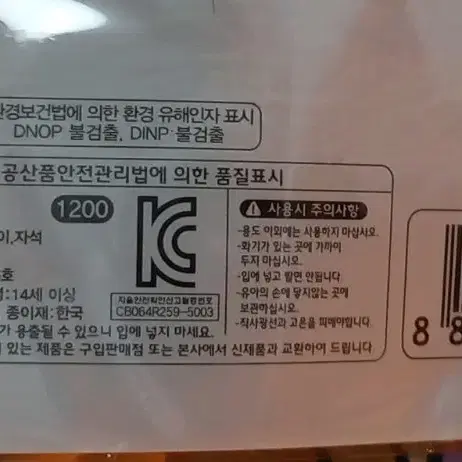 환경보건법에 의한 환경 유해인자 표시
DNOP 불검출, DINP 불검출
공산품안전관리법에 의한 품질표시
1200
이,자석
호
:14세 이상
종이재:한국
KC
자율안전확인신고필증번호
CB064R259-5003
사용시 주의사항
-용도 이외에는 사용하지 마십시요.
-화기가 있는 곳에 가까이
두지 마십시요.
-입에 넣고 빨면 안됩니다.
-유아의 손에 닿지않는 곳에
보관하십시요.
-직사광선과 고온을 피해야합니다.
가 용출될 수 있으니 입에 넣지 마세요.
있는 제품은 구입판매점 또는 본사에서 신제품과 교환하여 드립니다.
8 8